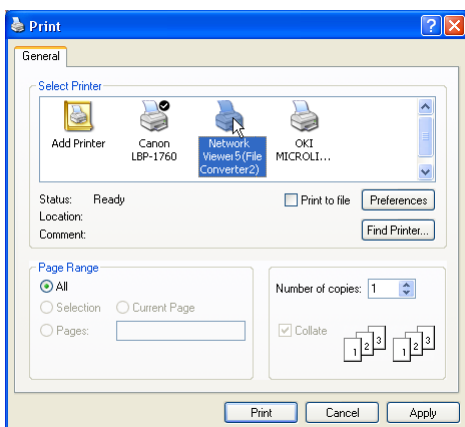 Print
General
Select Printer
Add Printer
Canon
LBP-1760
Network
Viewer5(File
Converter2)
OKI
MICROLI...
Status: Ready
Location:
Comment:
Print to file
Preferences
Find Printer...
Page Range
All
Selection
Current Page
Pages:
Number of copies: 1
Collate
1 2 3
1 2 3
Print Cancel Apply